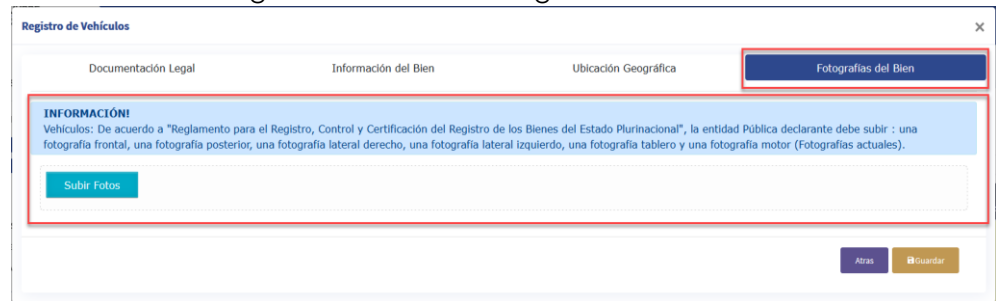 Registro de Vehículos
×
Documentación Legal
Información del Bien
Ubicación Geográfica
Fotografías del Bien
INFORMACIÓN!
Vehículos: De acuerdo a "Reglamento para el Registro, Control y Certificación del Registro de los Bienes del Estado Plurinacional", la entidad Pública declarante debe subir : una
fotografía frontal, una fotografía posterior, una fotografía lateral derecho, una fotografía lateral izquierdo, una fotografía tablero y una fotografía motor (Fotografías actuales).
Subir Fotos
Atras
Guardar